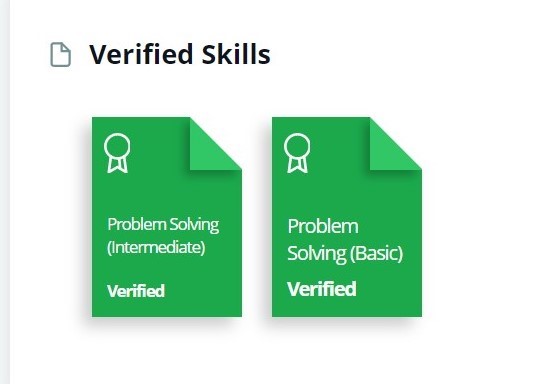 Verified Skills
Problem Solving
(Intermediate)
Verified
Problem
Solving (Basic)
Verified